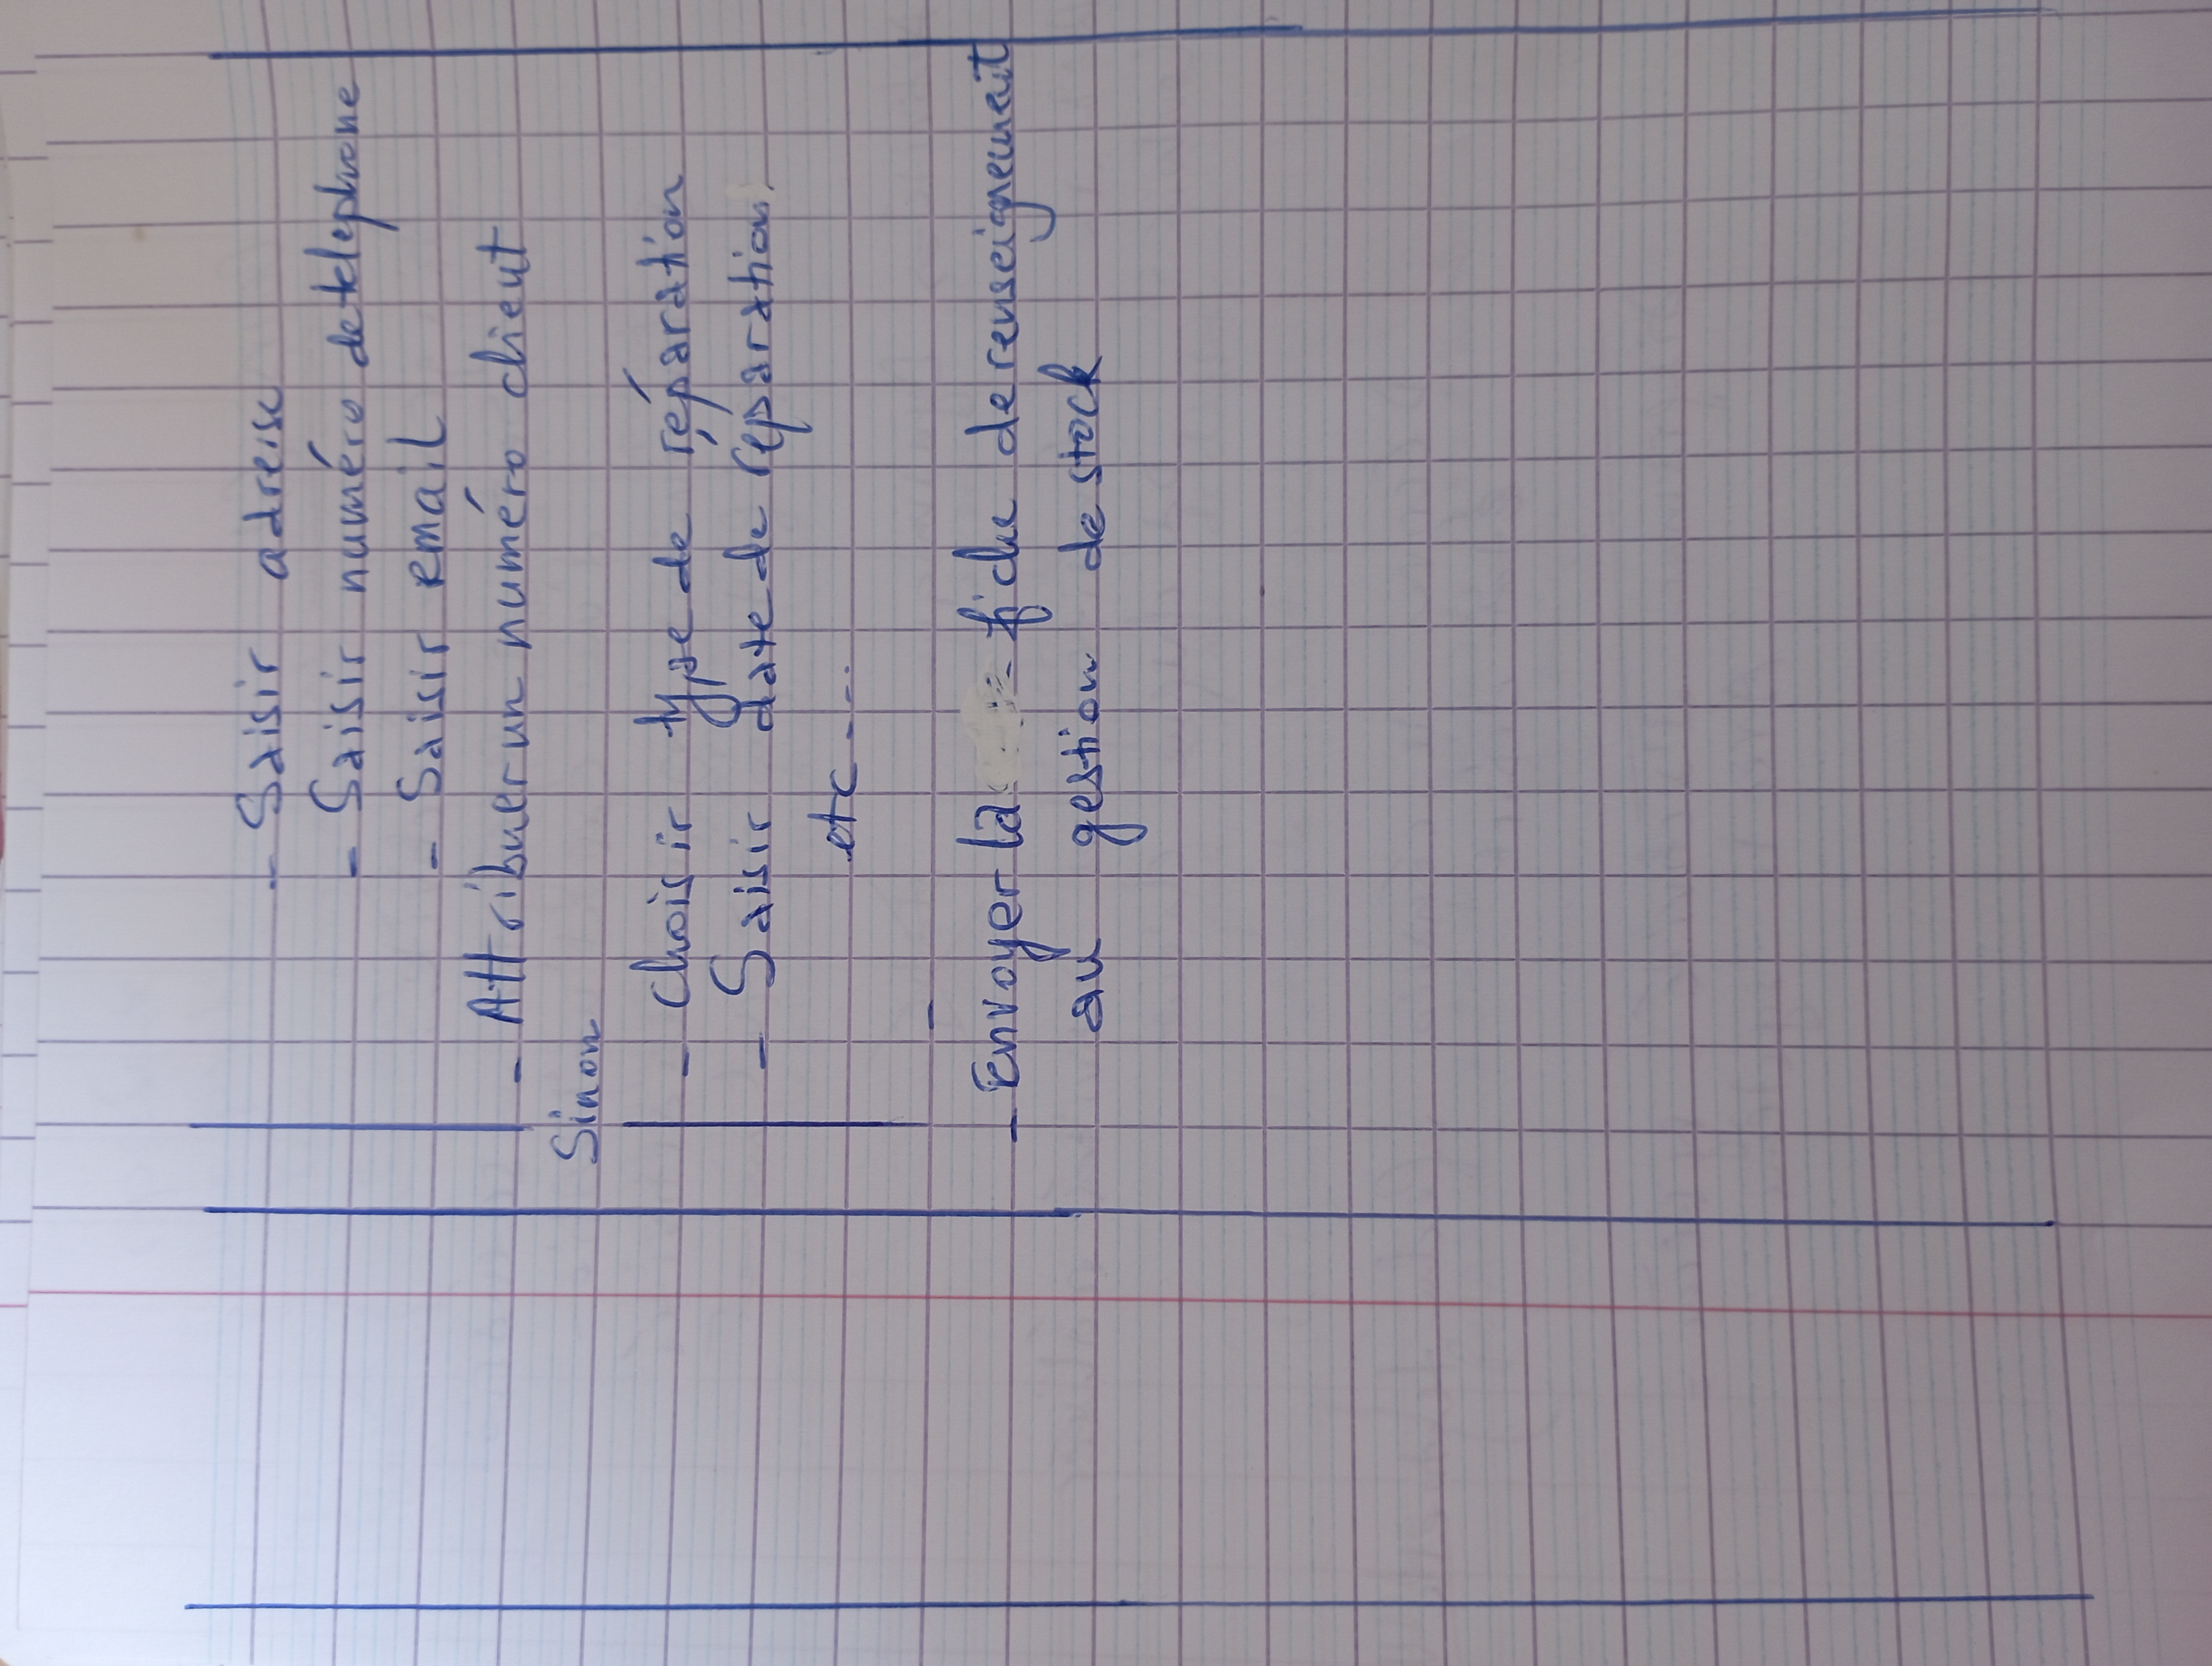 - Saisir adresse
- Saisir numéro de telephone
- Saisir email
- Attribuer un numéro client
Sinon
- choisir type de réparation
- Saisir date de réparation.
etc ...
-
- Envoyer la fiche de renseignement
au gestion de stock